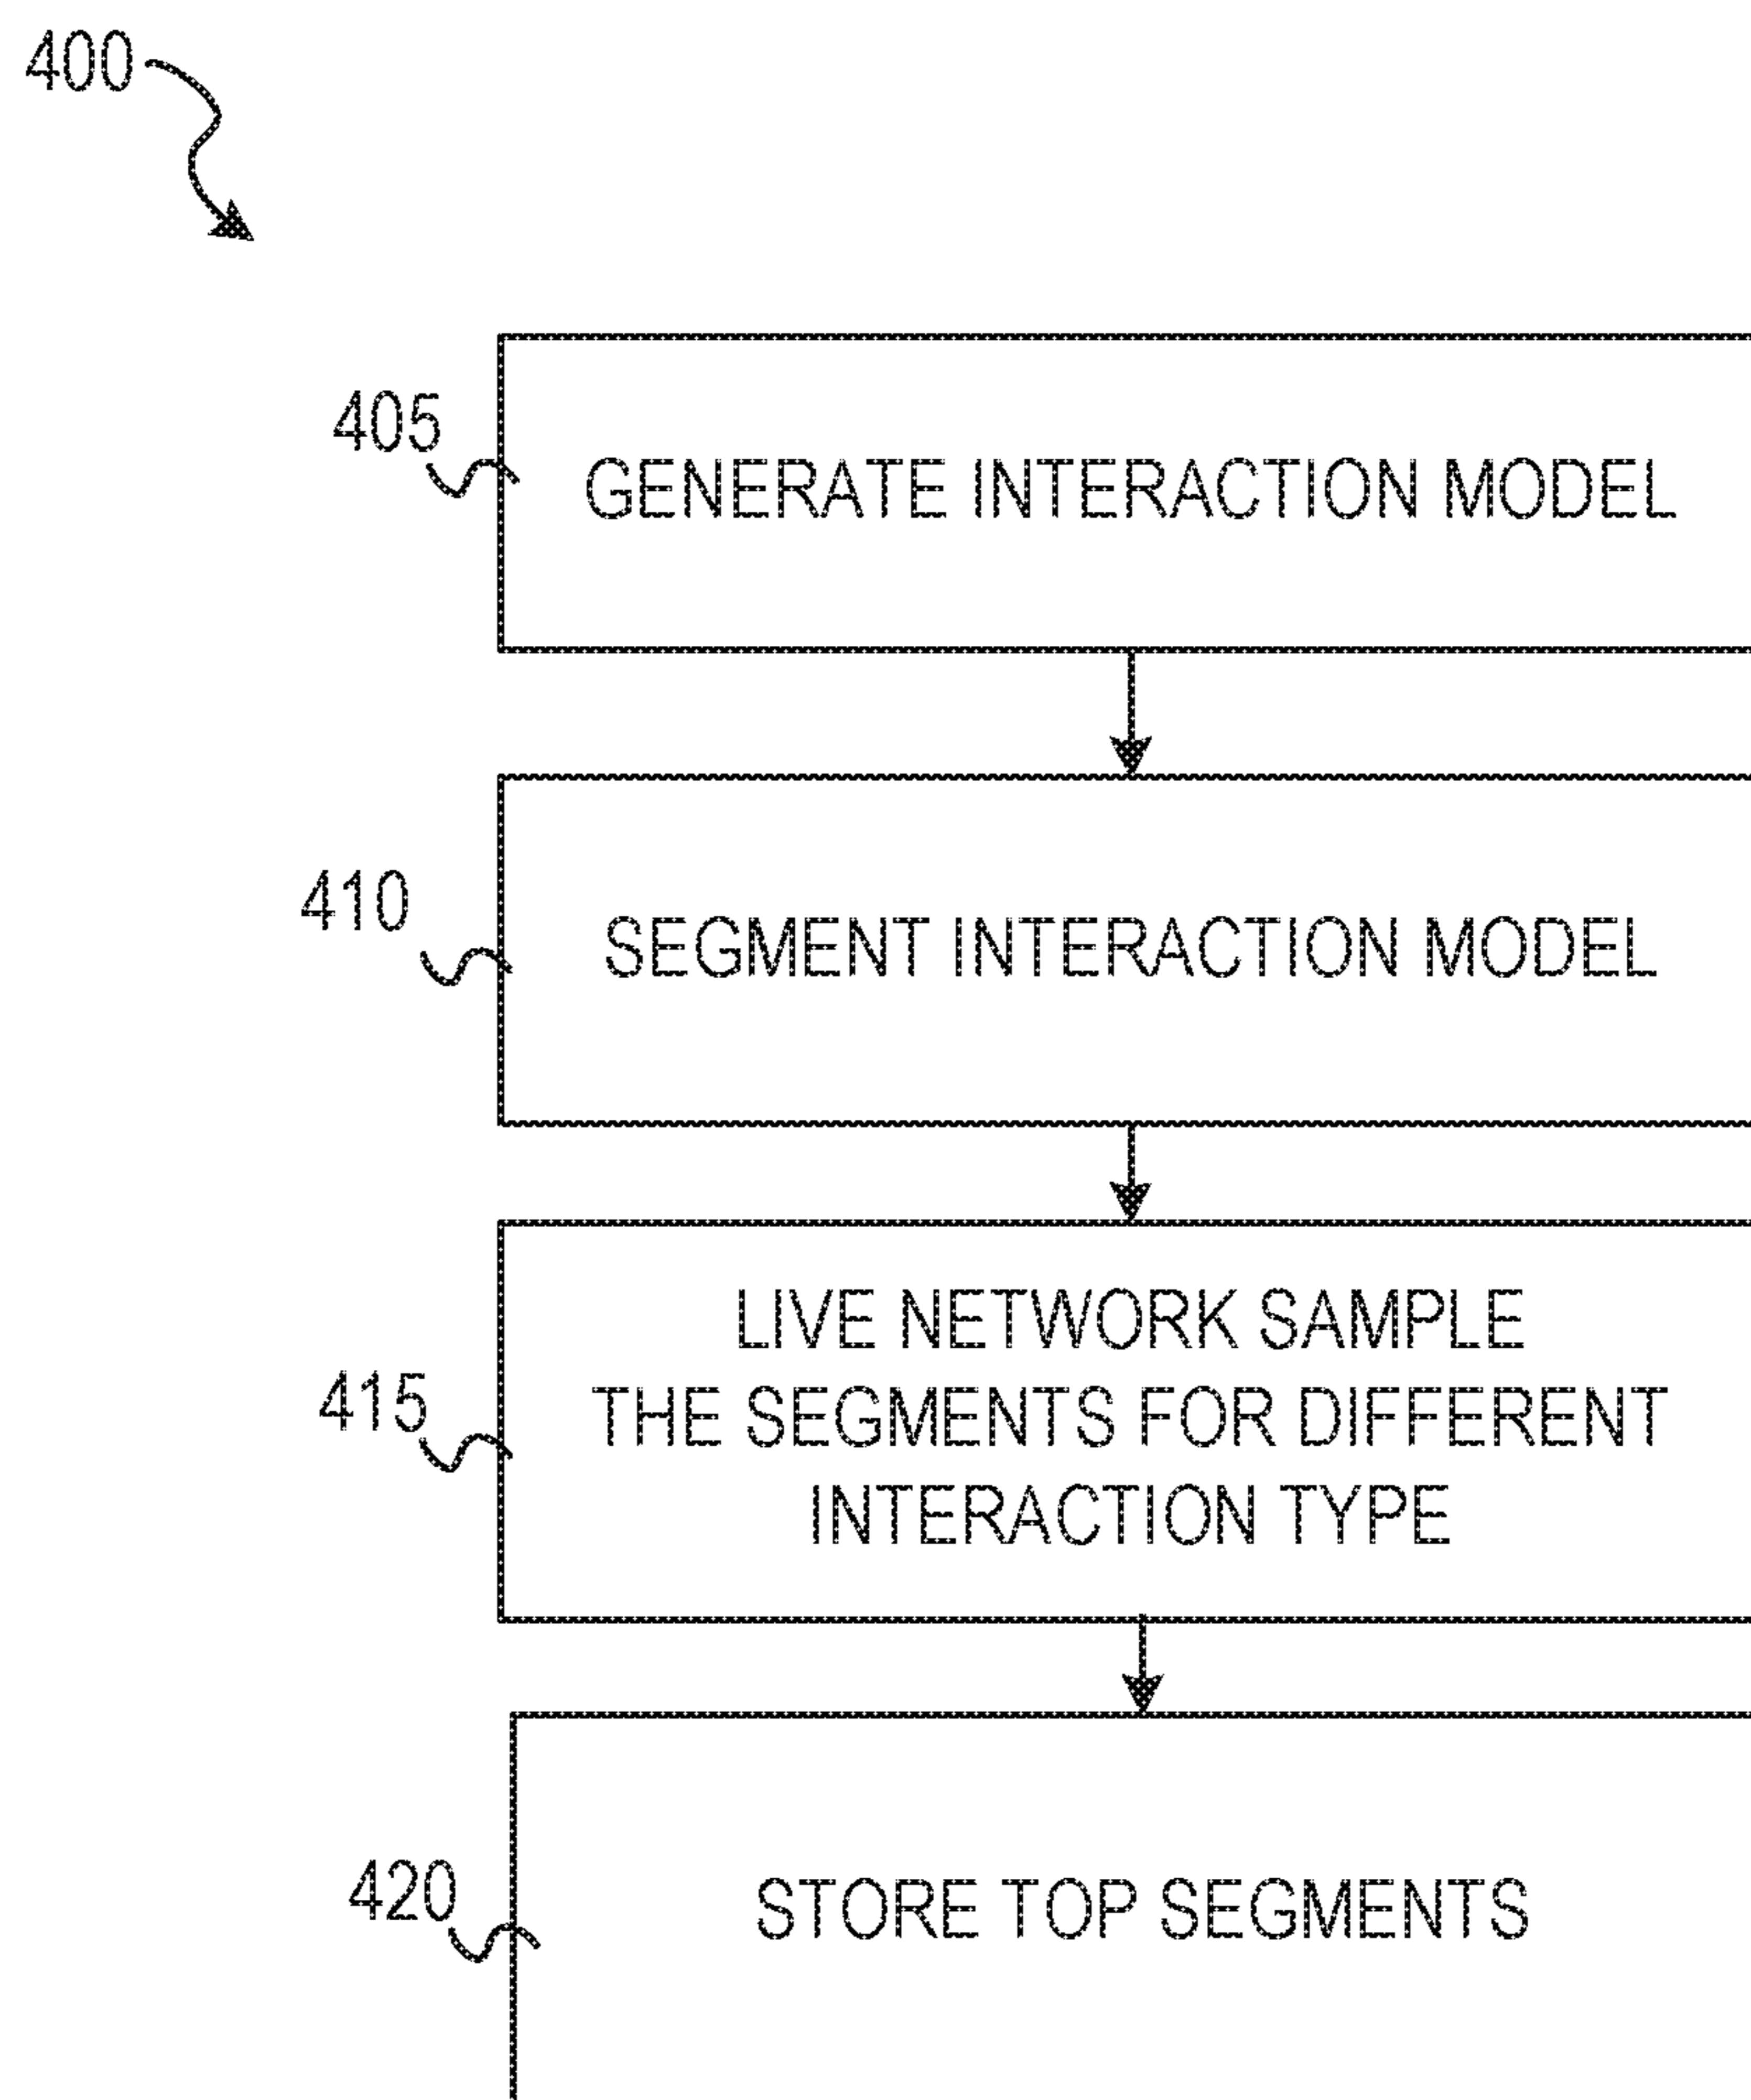 400
405
GENERATE INTERACTION MODEL
410
SEGMENT INTERACTION MODEL
LIVE NETWORK SAMPLE
415
THE SEGMENTS FOR DIFFERENT
INTERACTION TYPE
420
STORE TOP SEGMENTS